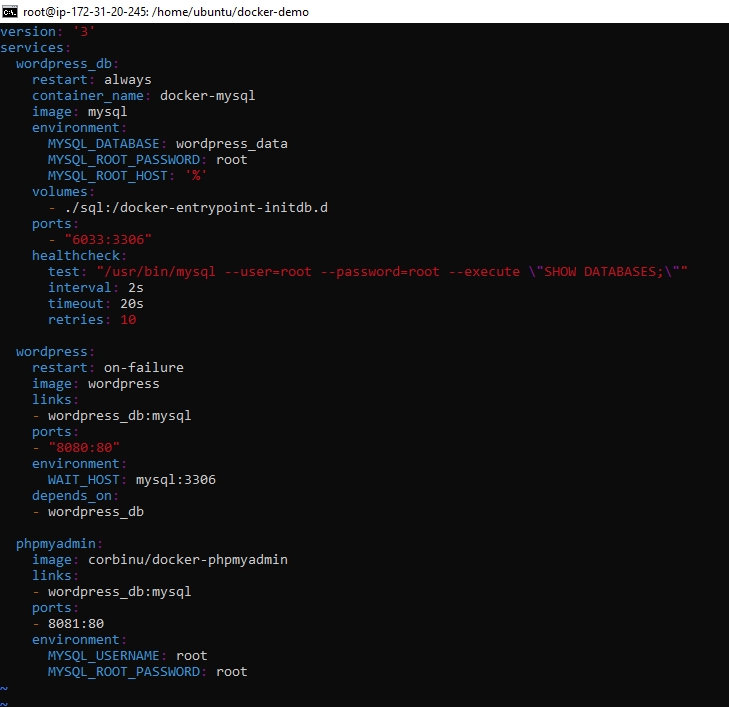 root@ip-172-31-20-245: /home/ubuntu/docker-demo
version: '3'
services:
  wordpress_db:
    restart: always
    container_name: docker-mysql
    image: mysql
    environment:
      MYSQL_DATABASE: wordpress_data
      MYSQL_ROOT_PASSWORD: root
      MYSQL_ROOT_HOST: '%'
    volumes:
      - ./sql:/docker-entrypoint-initdb.d
    ports:
      - "6033:3306"
    healthcheck:
      test: "/usr/bin/mysql --user=root --password=root --execute \"SHOW DATABASES;\""
      interval: 2s
      timeout: 20s
      retries: 10

  wordpress:
    restart: on-failure
    image: wordpress
    links:
    - wordpress_db:mysql
    ports:
    - "8080:80"
    environment:
      WAIT_HOST: mysql:3306
    depends_on:
    - wordpress_db

  phpmyadmin:
    image: corbinu/docker-phpmyadmin
    links:
    - wordpress_db:mysql
    ports:
    - 8081:80
    environment:
      MYSQL_USERNAME: root
      MYSQL_ROOT_PASSWORD: root
~
~